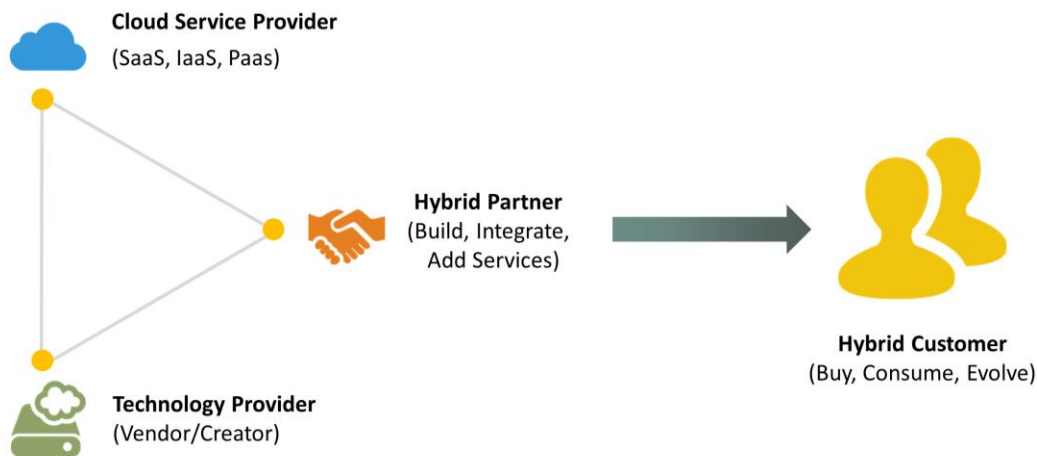 Cloud Service Provider
(SaaS, IaaS, Paas)
Hybrid Partner
(Build, Integrate,
Add Services)
Hybrid Customer
(Buy, Consume, Evolve)
Technology Provider
(Vendor/Creator)